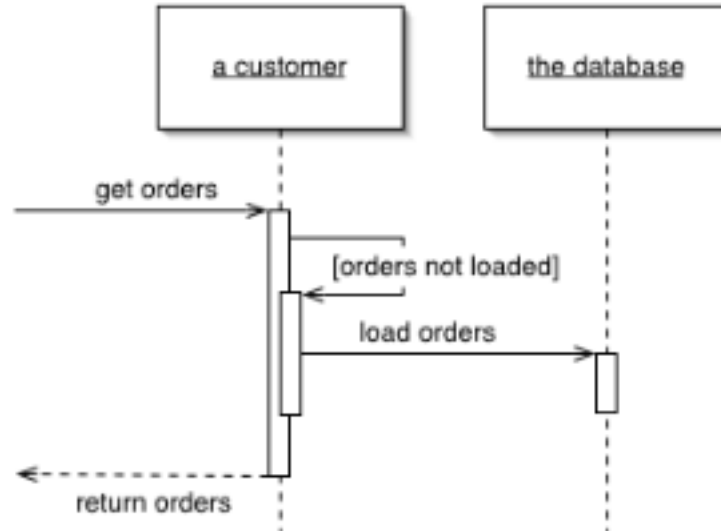 a customer
the database
get orders
[orders not loaded]
load orders
return orders